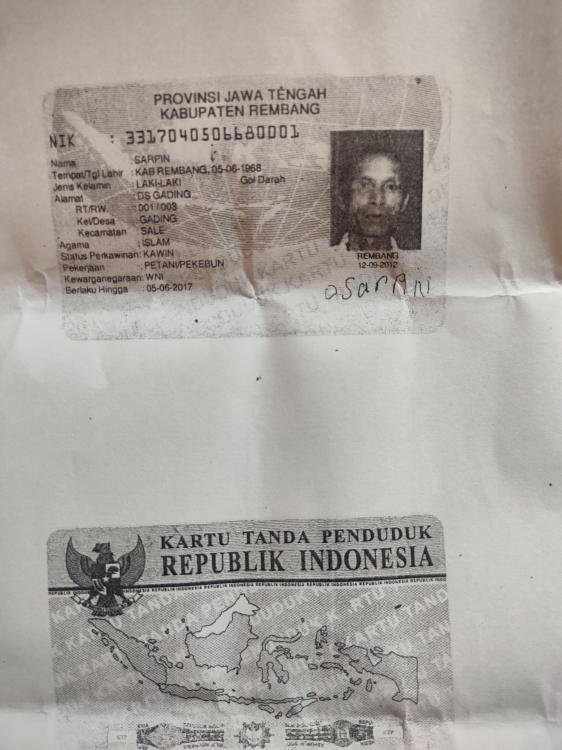 PROVINSI JAWA TENGAH
KABUPATEN REMBANG
NIK : 3317040506680001
Nama : SARPIN
Tempat/Tgl Lahir : KAB REMBANG, 05-06-1968
Jenis Kelamin : LAKI-LAKI Gol Darah
Alamat : DS GADING
RT/RW : 001/003
Kel/Desa : GADING
Kecamatan : SALE
Agama : ISLAM
Status Perkawinan: KAWIN
Pekerjaan : PETANI/PEKEBUN
Kewarganegaraan: WNI
Berlaku Hingga : 05-06-2017
REMBANG
12-09-2012
KARTU TANDA PENDUDUK
REPUBLIK INDONESIA